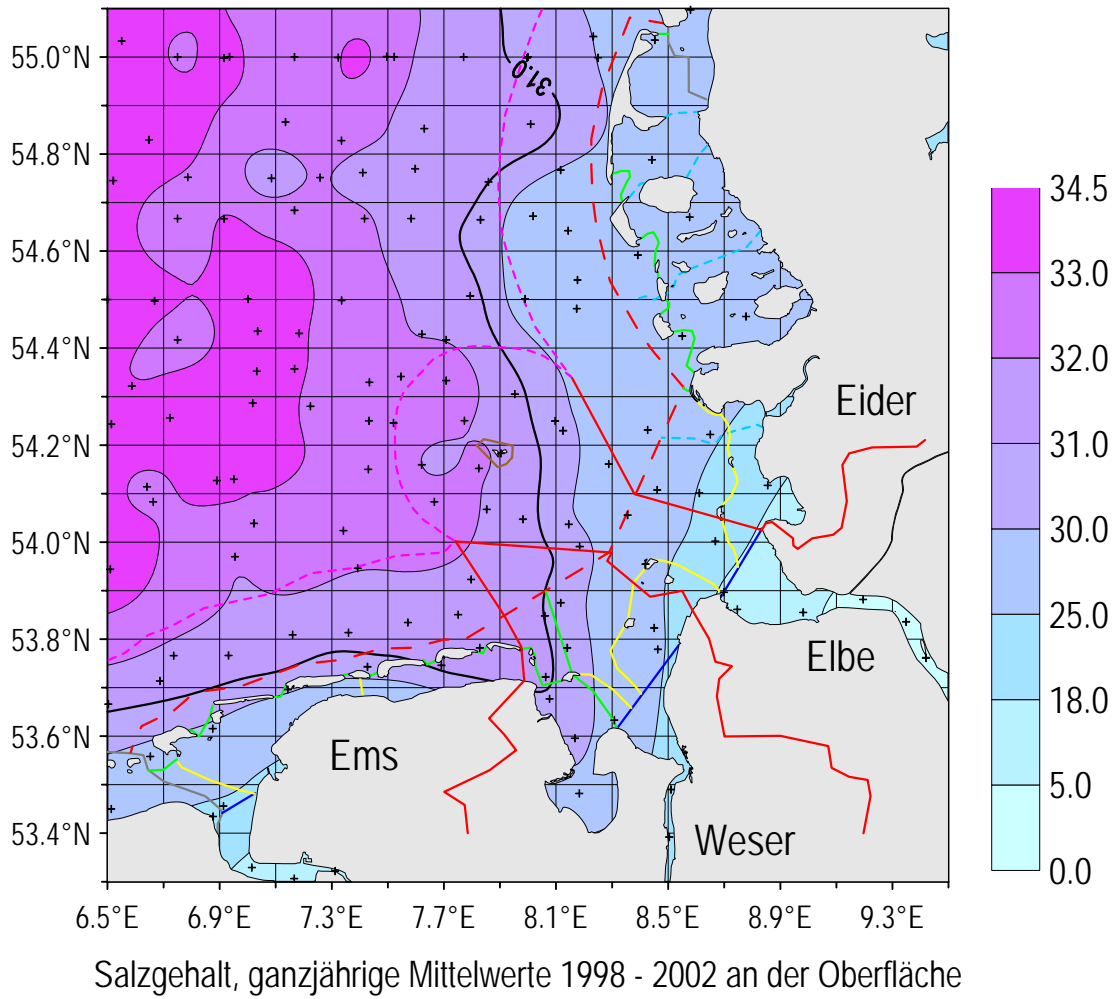 55.0°N
54.8°N
54.6°N
54.4°N
54.2°N
54.0°N
53.8°N
53.6°N
53.4°N
31.0
Eider
Elbe
Ems
Weser
34.5
33.0
32.0
31.0
30.0
25.0
18.0
5.0
0.0
6.5°E 6.9°E 7.3°E 7.7°E 8.1°E 8.5°E 8.9°E 9.3°E
Salzgehalt, ganzjährige Mittelwerte 1998 - 2002 an der Oberfläche